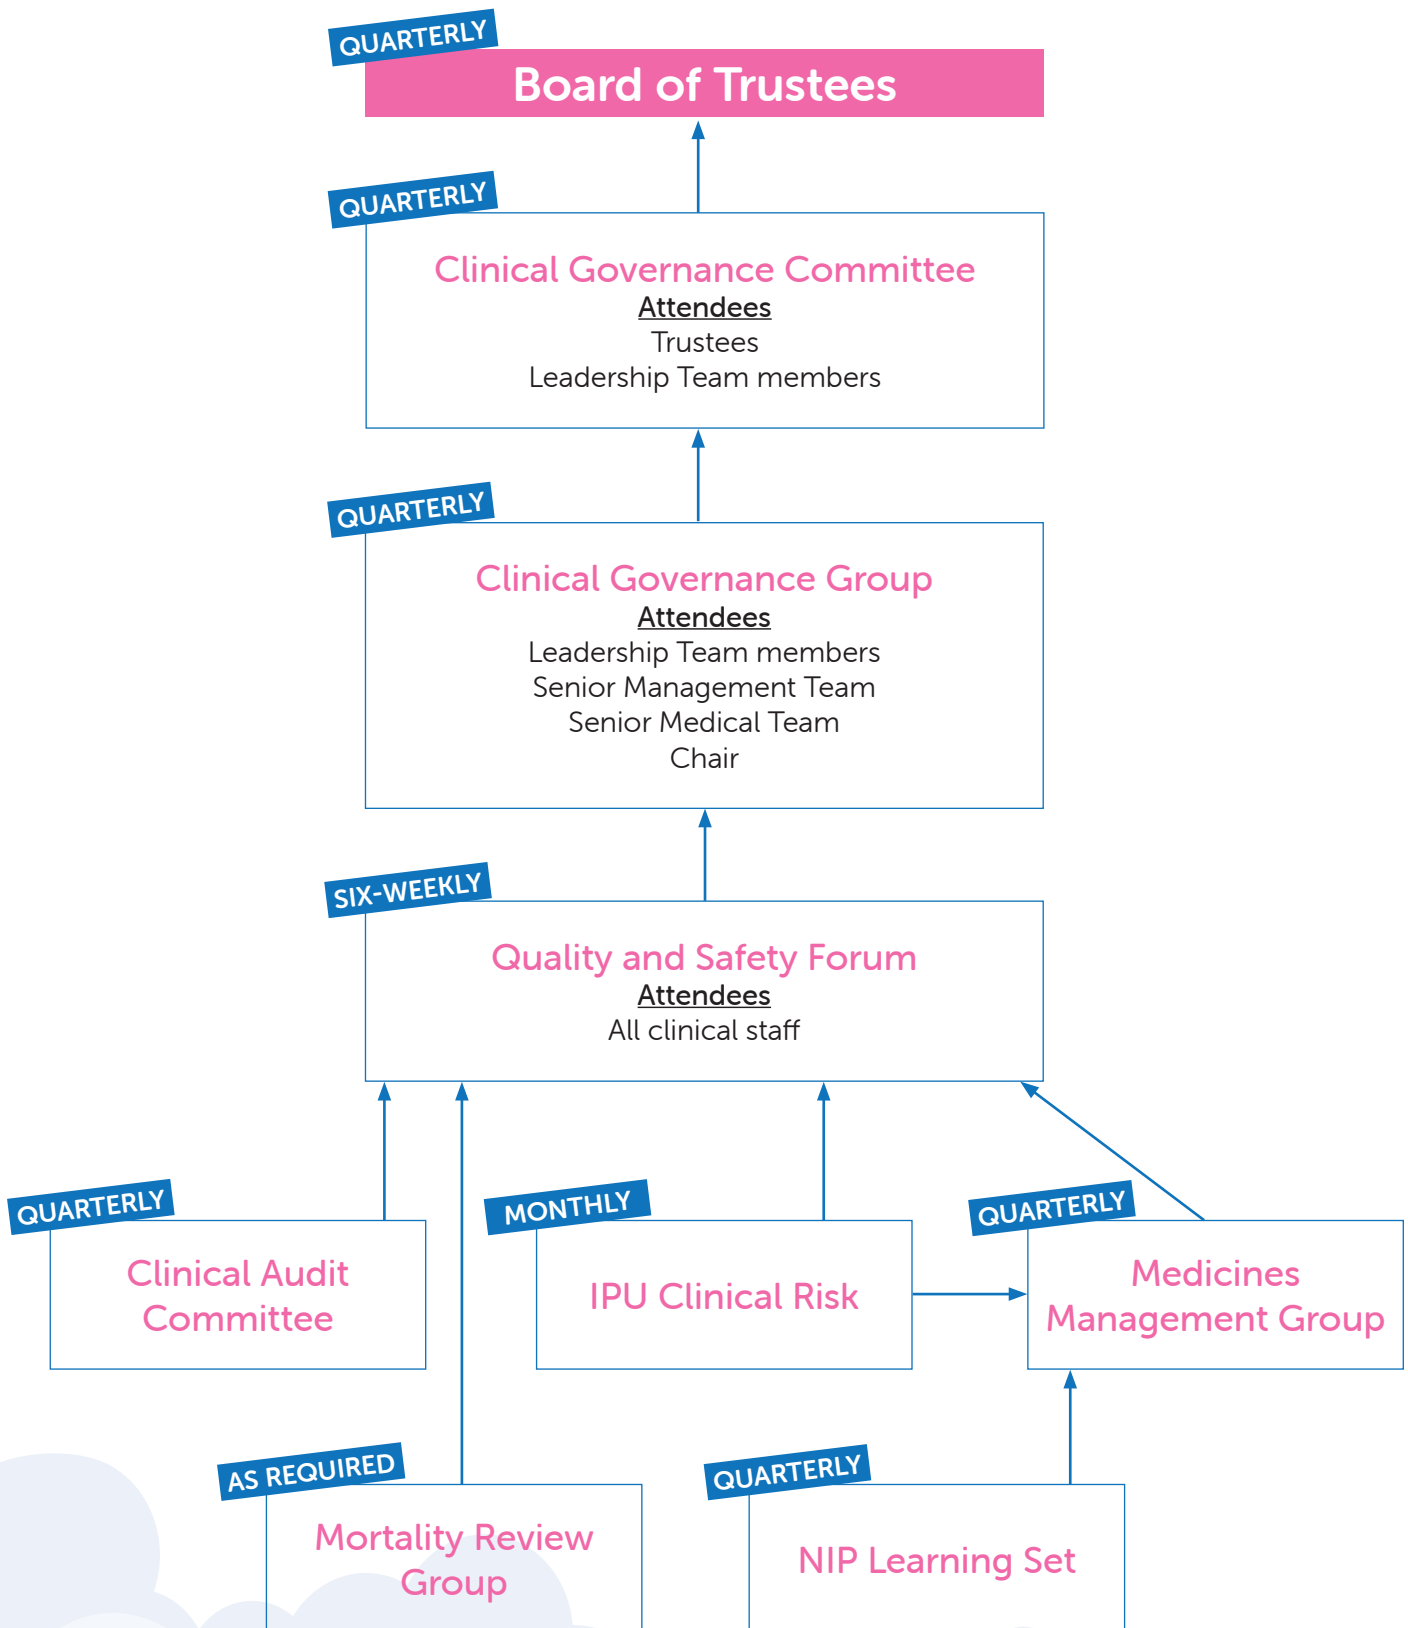 QUARTERLY
Board of Trustees
QUARTERLY
Clinical Governance Committee
Attendees
Trustees
Leadership Team members
QUARTERLY
Clinical Governance Group
Attendees
Leadership Team members
Senior Management Team
Senior Medical Team
Chair
SIX-WEEKLY
Quality and Safety Forum
Attendees
All clinical staff
QUARTERLY
Clinical Audit
Committee
MONTHLY
IPU Clinical Risk
QUARTERLY
Medicines
Management Group
AS REQUIRED
Mortality Review
Group
QUARTERLY
NIP Learning Set